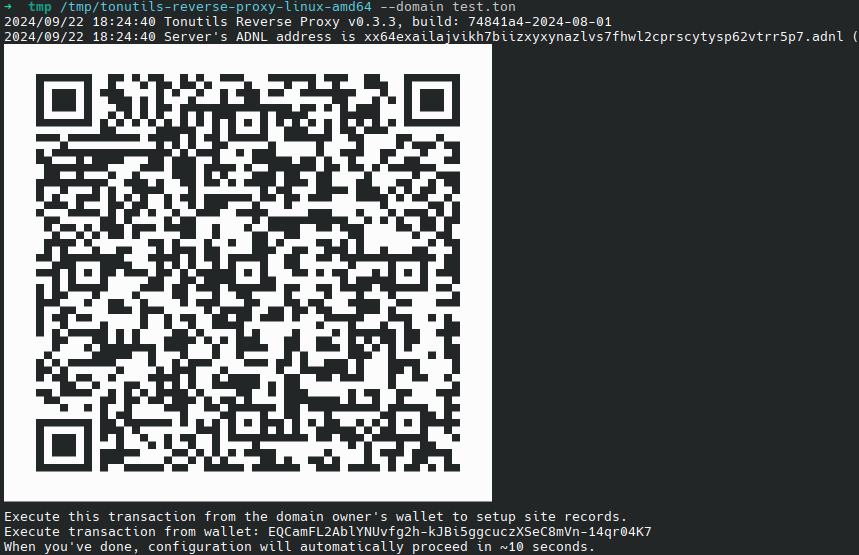 → tmp /tmp/tonutils-reverse-proxy-linux-amd64 --domain test.ton
2024/09/22 18:24:40 Tonutils Reverse Proxy v0.3.3, build: 74841a4-2024-08-01
2024/09/22 18:24:40 Server's ADNL address is xx64exailajvikh7biizxyxynazlvs7fhwl2cprscytysp62vtrr5p7.adnl (
Execute this transaction from the domain owner's wallet to setup site records.
Execute transaction from wallet: EQCamFL2AblYNUvfg2h-kJBi5ggcuczXSeC8mVn-14qr04K7
When you've done, configuration will automatically proceed in ~10 seconds.